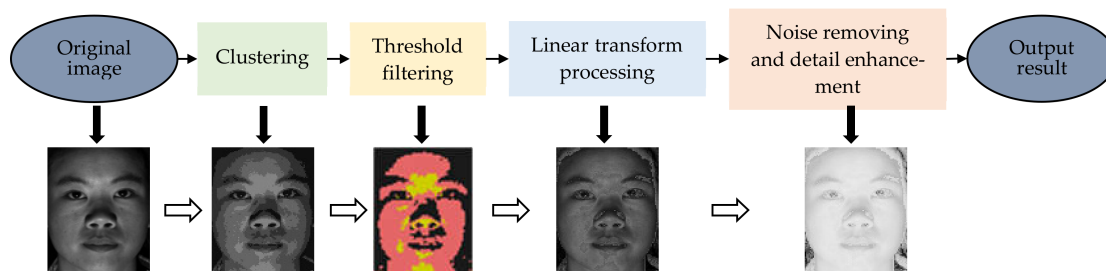 Original
image
Clustering
Threshold
filtering
Linear transform
processing
Noise removing
and detail enhance-
ment
Output
result